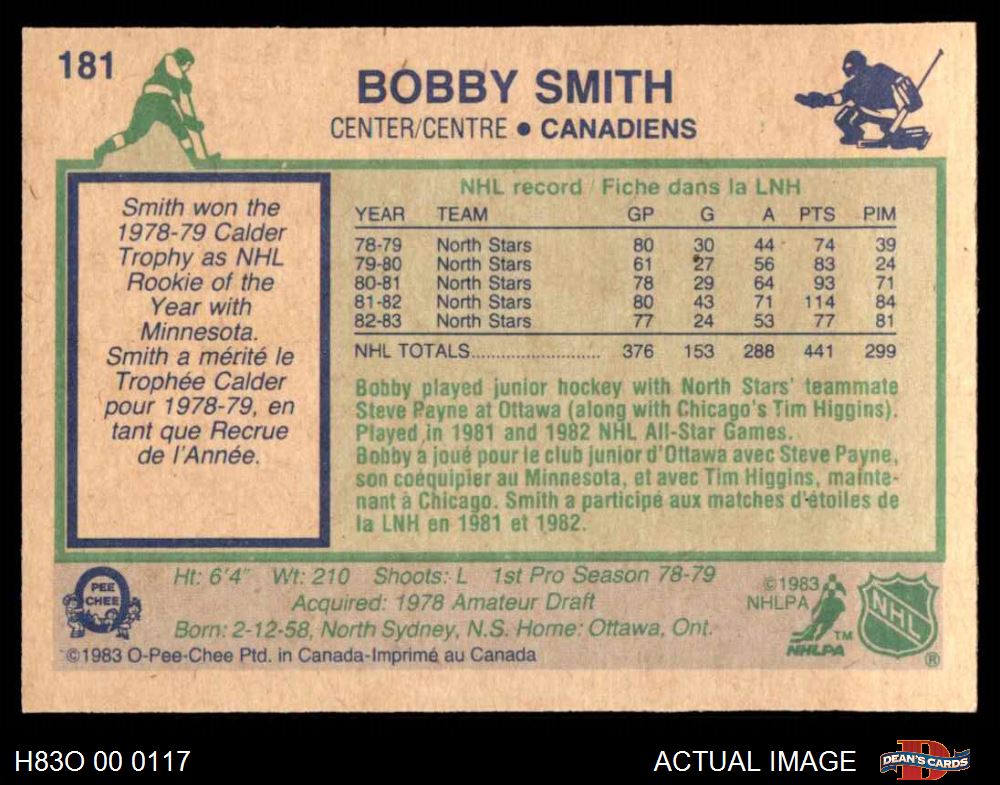 181
BOBBY SMITH
CENTER/CENTRE • CANADIENS
Smith won the
1978-79 Calder
Trophy as NHL
Rookie of the
Year with
Minnesota.
Smith a mérité le
Trophée Calder
pour 1978-79, en
tant que Recrue
de l'Année.
NHL record / Fiche dans la LNH
YEAR TEAM GP G A PTS PIM
78-79 North Stars 80 30 44 74 39
79-80 North Stars 61 27 56 83 24
80-81 North Stars 78 29 64 93 71
81-82 North Stars 80 43 71 114 84
82-83 North Stars 77 24 53 77 81
NHL TOTALS............................ 376 153 288 441 299
Bobby played junior hockey with North Stars' teammate
Steve Payne at Ottawa (along with Chicago's Tim Higgins).
Played in 1981 and 1982 NHL All-Star Games.
Bobby a joué pour le club junior d'Ottawa avec Steve Payne,
son coéquipier au Minnesota, et avec Tim Higgins, mainte-
nant à Chicago. Smith a participé aux matches d'étoiles de
la LNH en 1981 et 1982.
O PEE CHEE
Ht: 6'4" Wt: 210 Shoots: L 1st Pro Season 78-79
Acquired: 1978 Amateur Draft
Born: 2-12-58, North Sydney, N.S. Home: Ottawa, Ont.
©1983 O-Pee-Chee Ptd. in Canada-Imprimé au Canada
©1983
NHLPA
TM
NHLPA
NHL
®
H83O 00 0117
ACTUAL IMAGE
D
DEAN'S CARDS